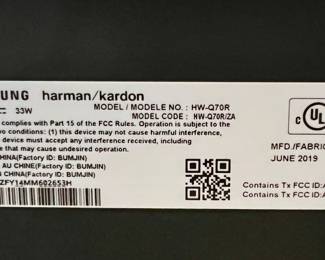 UNG harman/kardon
33W
MODEL / MODELE NO. : HW-Q70R
MODEL CODE : HW-Q70R/ZA
complies with Part 15 of the FCC Rules. Operation is subject to the
two conditions: (1) this device may not cause harmful interference,
device must accept any interference received, including
e that may cause undesired operation.
CHINA(Factory ID: BUMJIN)
AU CHINE(Factory ID: BUMJIN)
CHINA(Factory ID: BUMJIN)
ZFY14MM602653H
C UL
MFD./FABRIC
JUNE 2019
Contains Tx FCC ID:A
Contains Tx FCC ID:A